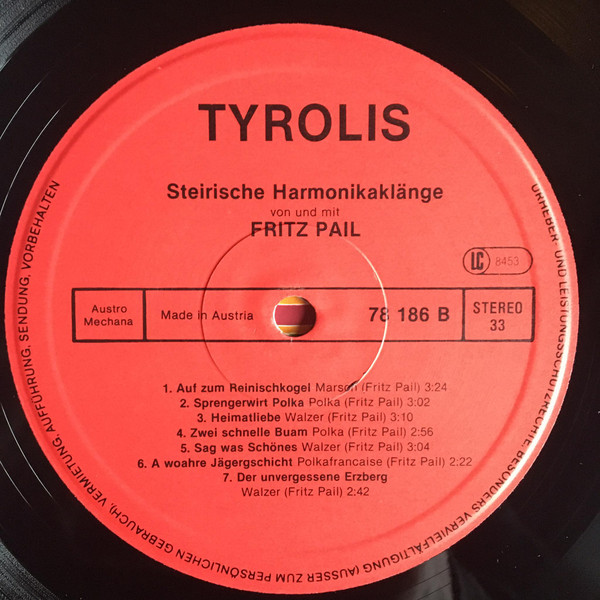 TYROLIS
Steirische Harmonikaklänge
von und mit
FRITZ PAIL
LC 8453
Austro
Mechana
Made in Austria
78 186 B
STEREO
33
1. Auf zum Reinischkogel Marsch (Fritz Pail) 3:24
2. Sprengerwirt Polka Polka (Fritz Pail) 3:02
3. Heimatliebe Walzer (Fritz Pail) 3:10
4. Zwei schnelle Buam Polka (Fritz Pail) 2:56
5. Sag was Schönes Walzer (Fritz Pail) 3:04
6. A woahre Jägergschicht Polkafrancaise (Fritz Pail) 2:22
7. Der unvergessene Erzberg
Walzer (Fritz Pail) 2:42
URHEBER- UND LEISTUNGSSCHUTZRECHTE BESONDERS VERVIELFÄLTIGUNG (AUSSER ZUM PERSÖNLICHEN GEBRAUCH), VERMIETUNG, AUFFÜHRUNG, SENDUNG, VORBEHALTEN